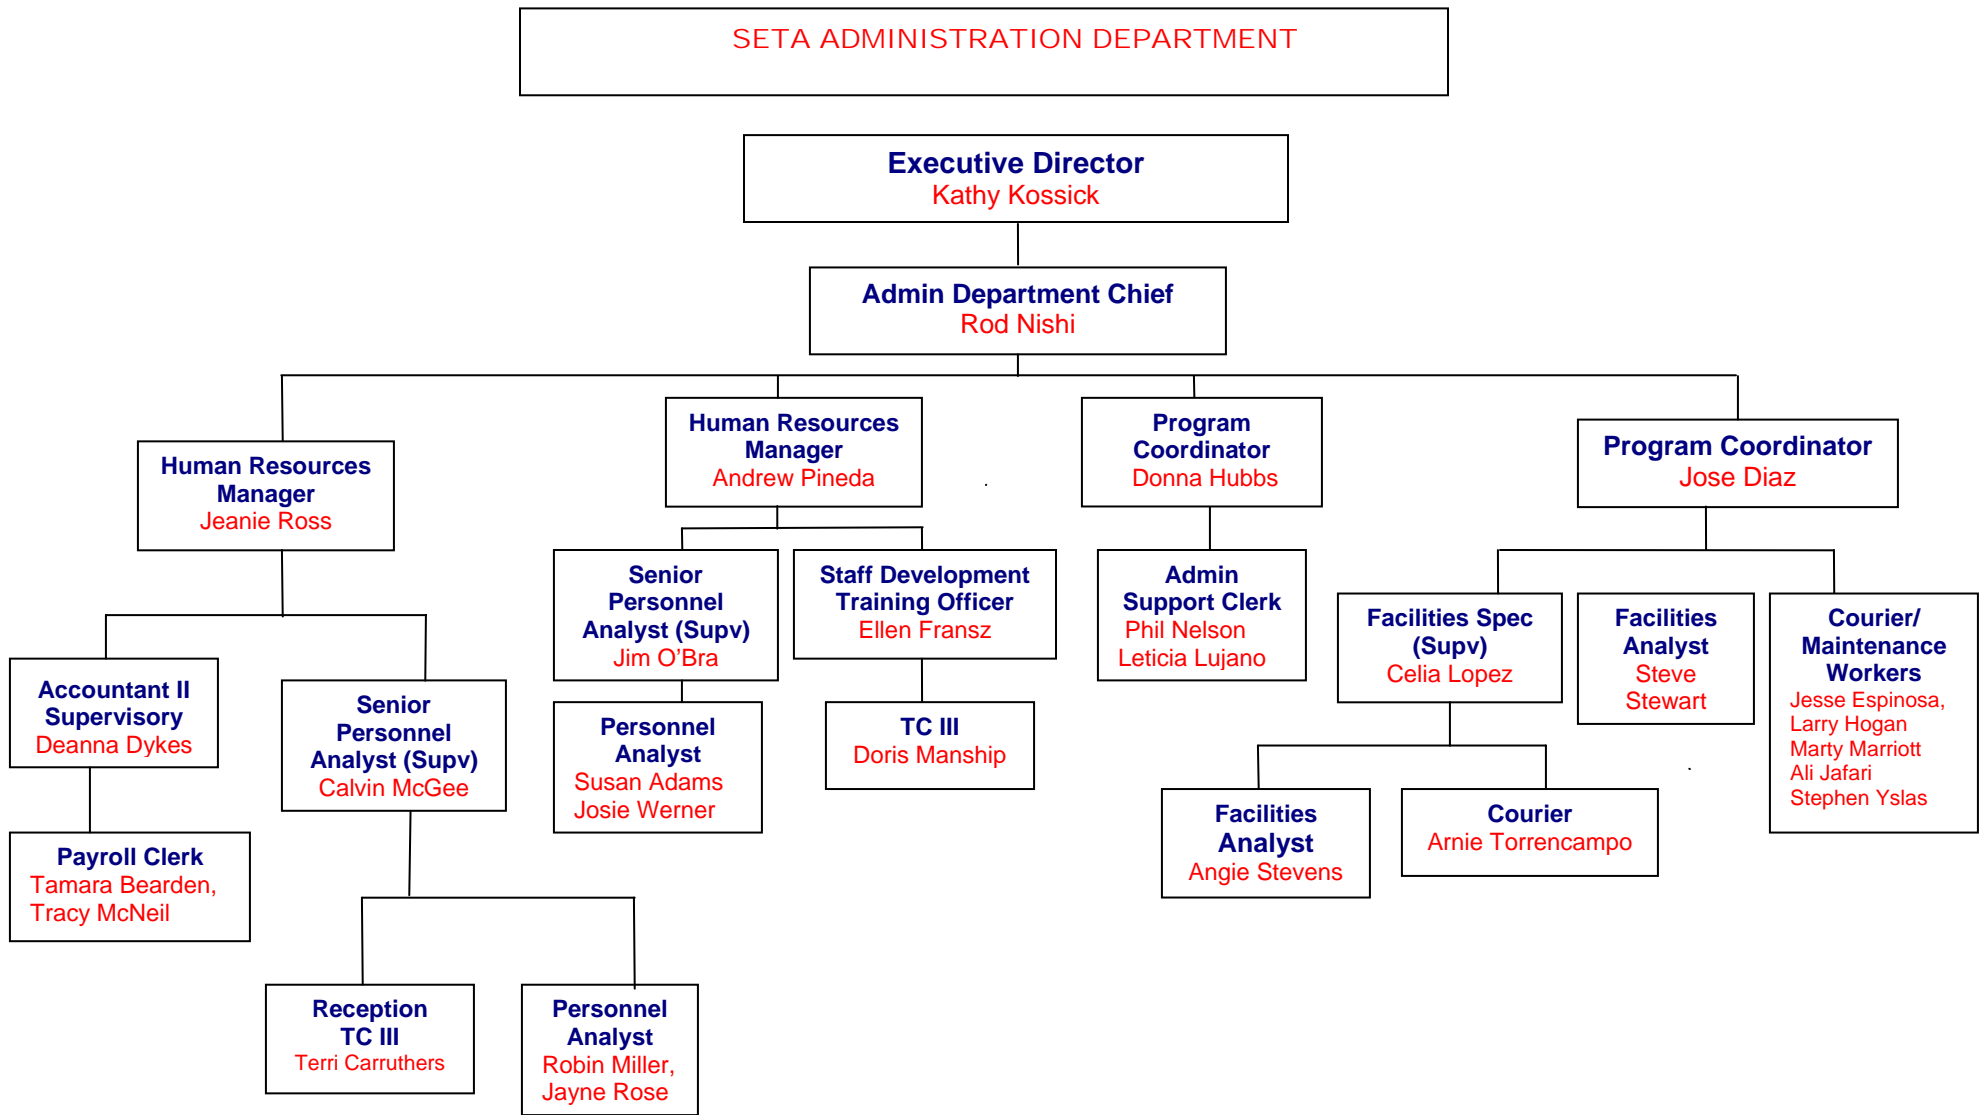 SETA ADMINISTRATION DEPARTMENT
Executive Director
Kathy Kossick
Admin Department Chief
Rod Nishi
Human Resources
Manager
Jeanie Ross
Human Resources
Manager
Andrew Pineda
Program
Coordinator
Donna Hubbs
Program Coordinator
Jose Diaz
Accountant II
Supervisory
Deanna Dykes
Senior
Personnel
Analyst (Supv)
Calvin McGee
Senior
Personnel
Analyst (Supv)
Jim O'Bra
Staff Development
Training Officer
Ellen Fransz
Admin
Support Clerk
Phil Nelson
Leticia Lujano
Facilities Spec
(Supv)
Celia Lopez
Facilities
Analyst
Steve
Stewart
Courier/
Maintenance
Workers
Jesse Espinosa,
Larry Hogan
Marty Marriott
Ali Jafari
Stephen Yslas
Payroll Clerk
Tamara Bearden,
Tracy McNeil
Personnel
Analyst
Susan Adams
Josie Werner
TC III
Doris Manship
Facilities
Analyst
Angie Stevens
Courier
Arnie Torrencampo
Reception
TC III
Terri Carruthers
Personnel
Analyst
Robin Miller,
Jayne Rose